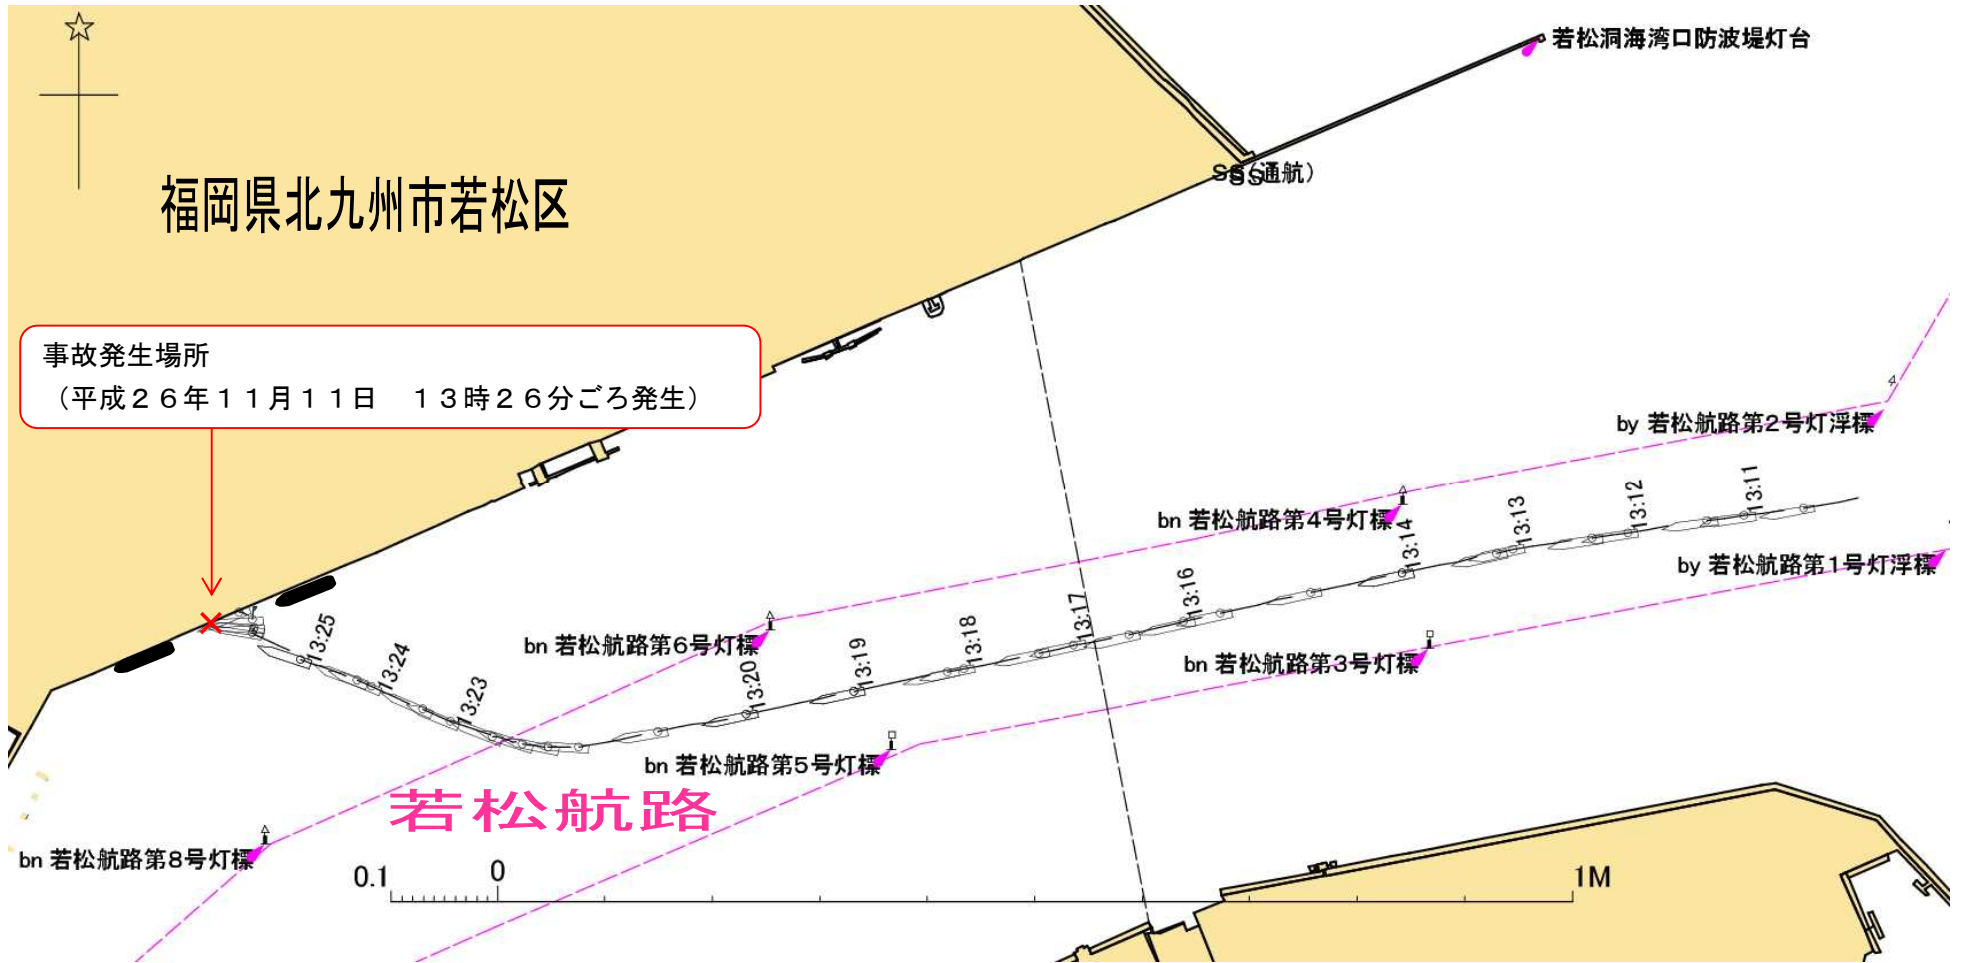 若松洞海湾口防波堤灯台
(通航)
福岡県北九州市若松区
事故発生場所
（平成２６年１１月１１日　１３時２６分ごろ発生）
by 若松航路第2号灯浮標
13:11
13:12
13:13
bn 若松航路第4号灯標
13:14
by 若松航路第1号灯浮標
13:16
13:17
bn 若松航路第6号灯標
13:18
bn 若松航路第3号灯標
13:19
13:20
13:25
13:24
13:23
bn 若松航路第5号灯標
若松航路
bn 若松航路第8号灯標
0.1 0 1M